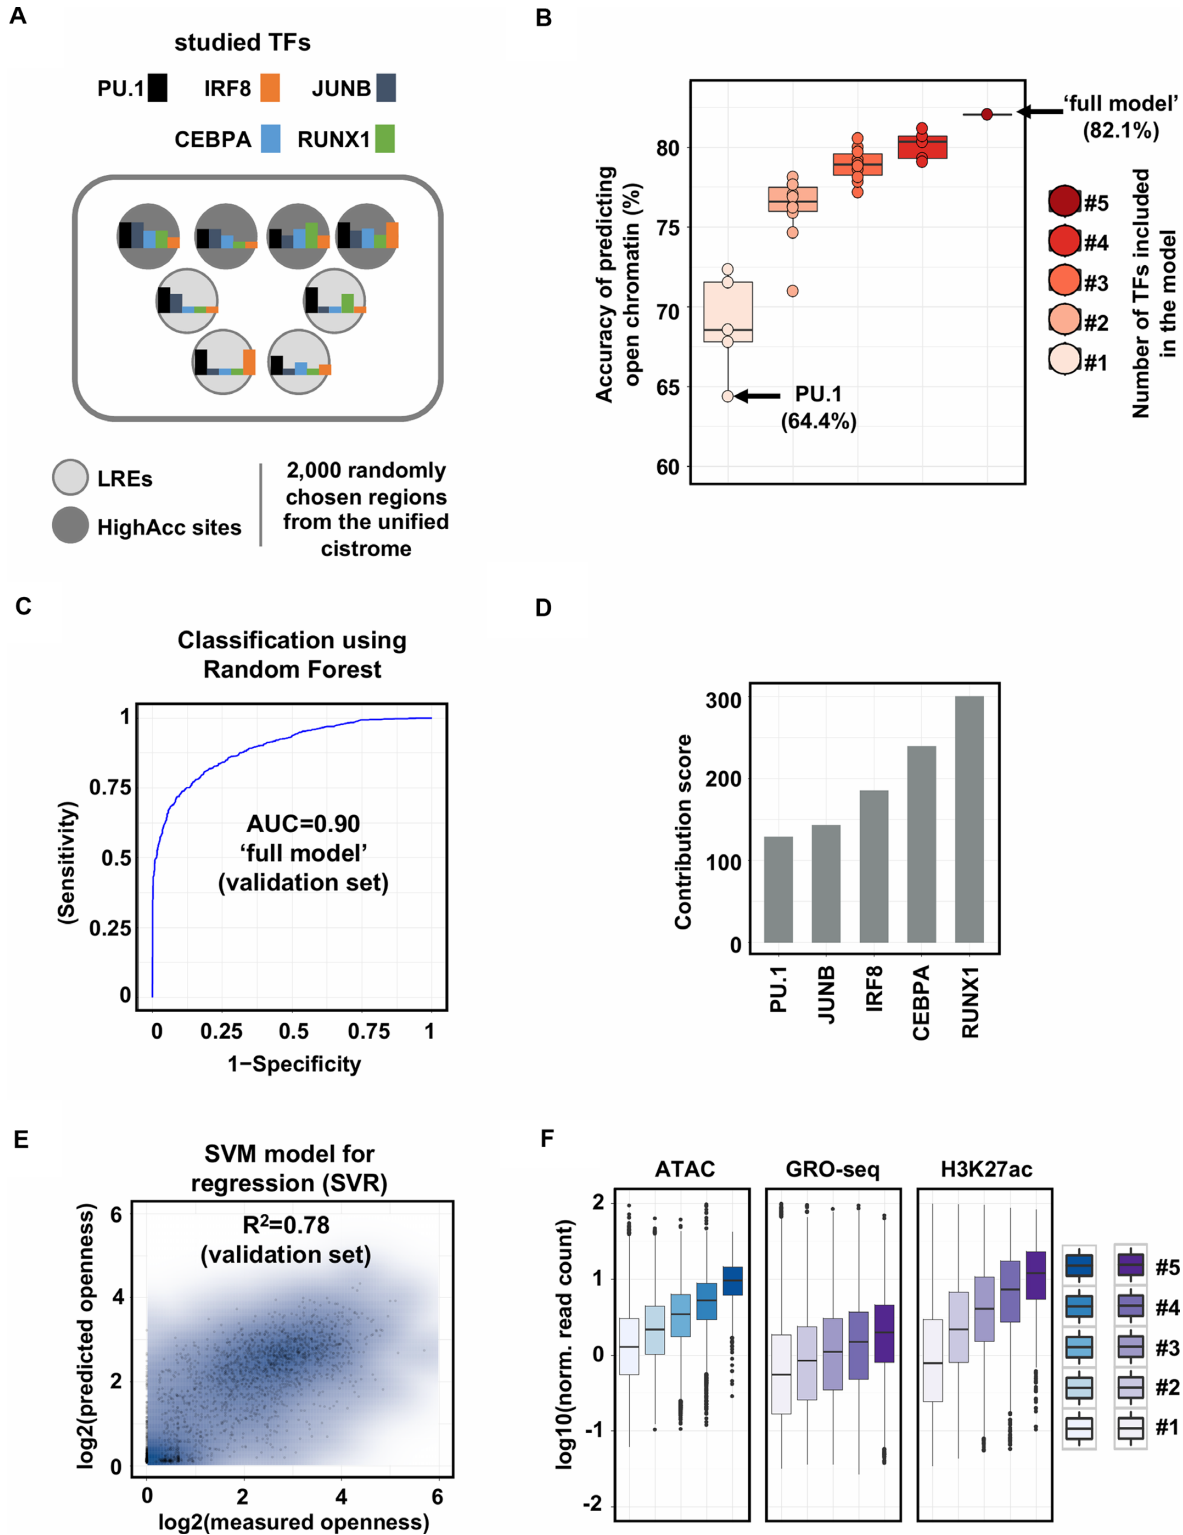 A
studied TFs
PU.1 IRF8 JUNB
CEBPA RUNX1
LREs
HighAcc sites
2,000 randomly
chosen regions
from the unified
cistrome
B
Accuracy of predicting
open chromatin (%)
80
75
70
65
60
‘full model’
(82.1%)
PU.1
(64.4%)
#5
#4
#3
#2
#1
Number of TFs included
in the model
C
Classification using
Random Forest
(Sensitivity)
1
0.75
0.5
0.25
0
AUC=0.90
‘full model’
(validation set)
0 0.25 0.5 0.75 1
1−Specificity
D
Contribution score
300
200
100
0
PU.1
JUNB
IRF8
CEBPA
RUNX1
E
SVM model for
regression (SVR)
R²=0.78
(validation set)
log2(predicted openness)
6
4
2
0
0 2 4 6
log2(measured openness)
F
ATAC GRO-seq H3K27ac
log10(norm. read count)
2
1
0
-1
-2
#5
#4
#3
#2
#1